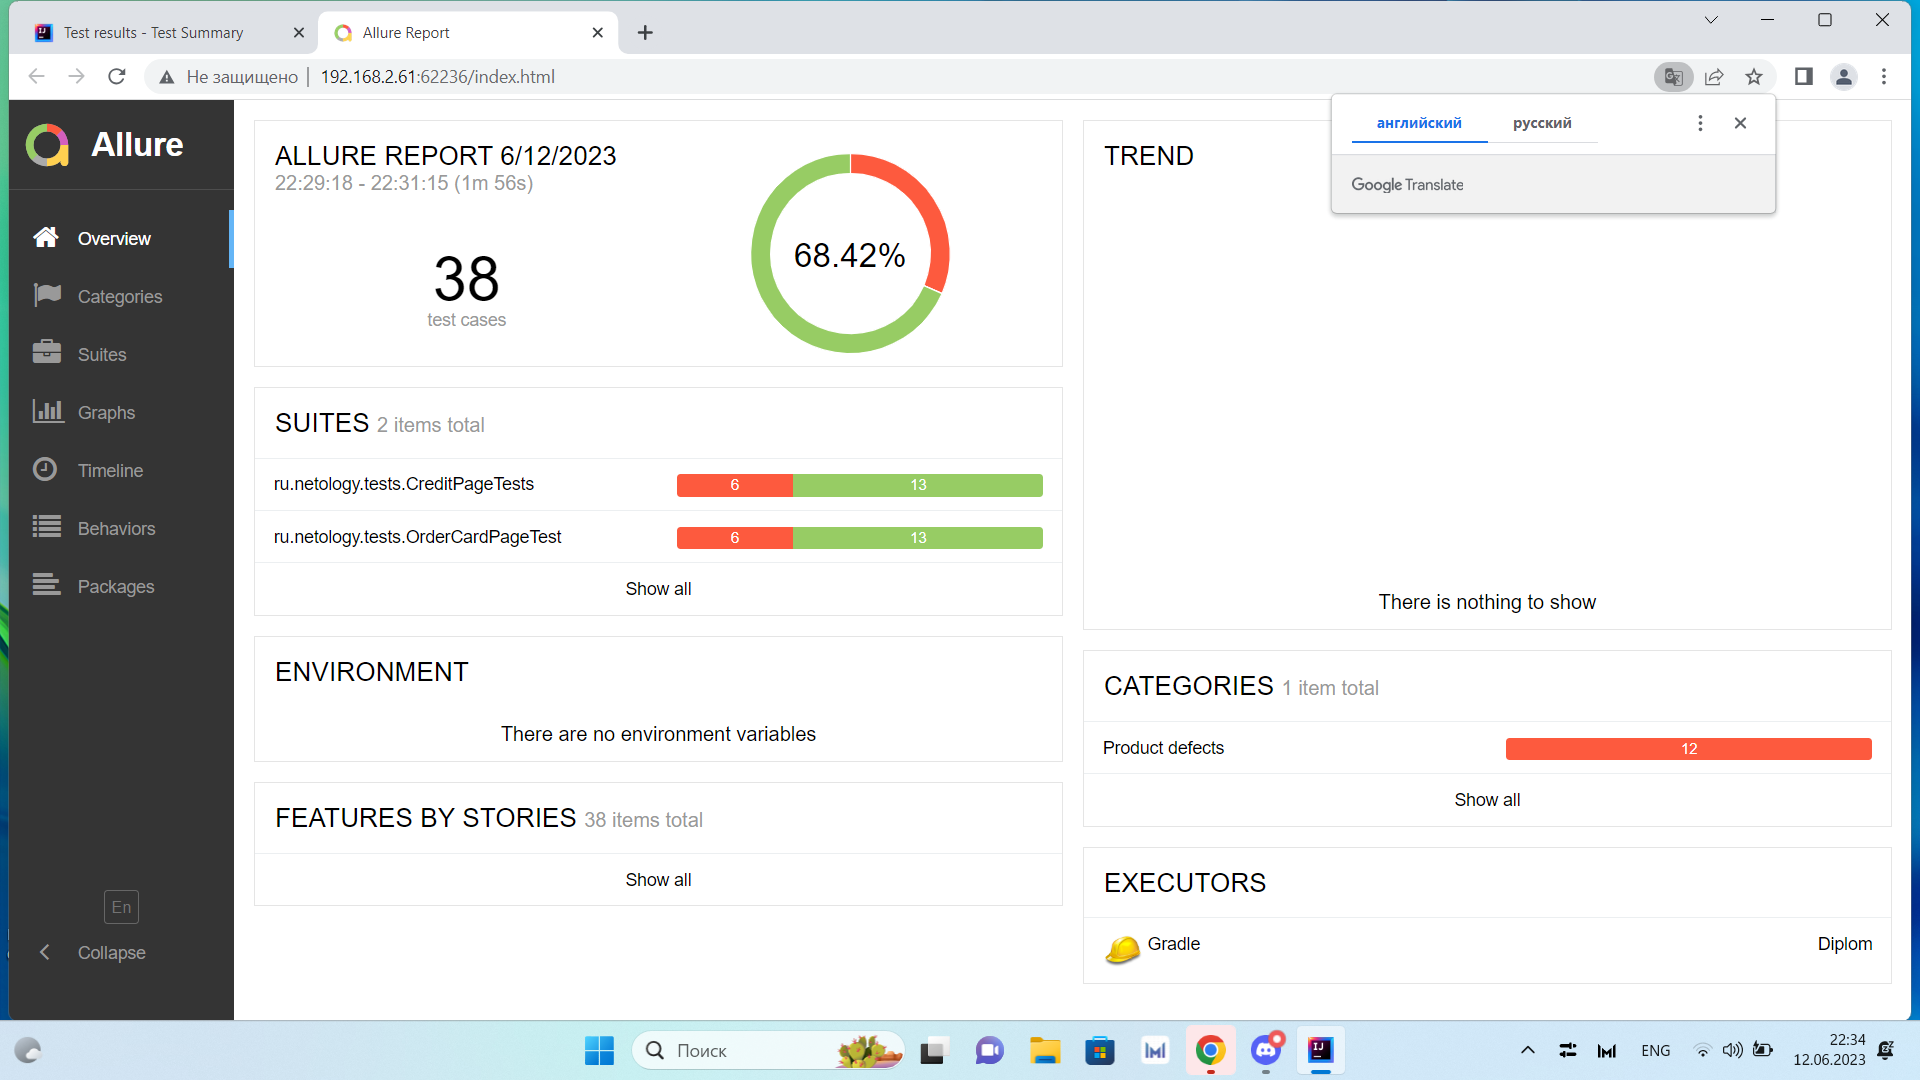 Test results - Test Summary
Allure Report
Не защищено
192.168.2.61:62236/index.html
английский
русский
Google Translate
Allure
Overview
Categories
Suites
Graphs
Timeline
Behaviors
Packages
En
Collapse
ALLURE REPORT 6/12/2023
22:29:18 - 22:31:15 (1m 56s)
38
test cases
68.42%
SUITES 2 items total
ru.netology.tests.CreditPageTests
6 13
ru.netology.tests.OrderCardPageTest
6 13
Show all
ENVIRONMENT
There are no environment variables
FEATURES BY STORIES 38 items total
Show all
TREND
There is nothing to show
CATEGORIES 1 item total
Product defects
12
Show all
EXECUTORS
Gradle
Diplom
Поиск
ENG
22:34
12.06.2023